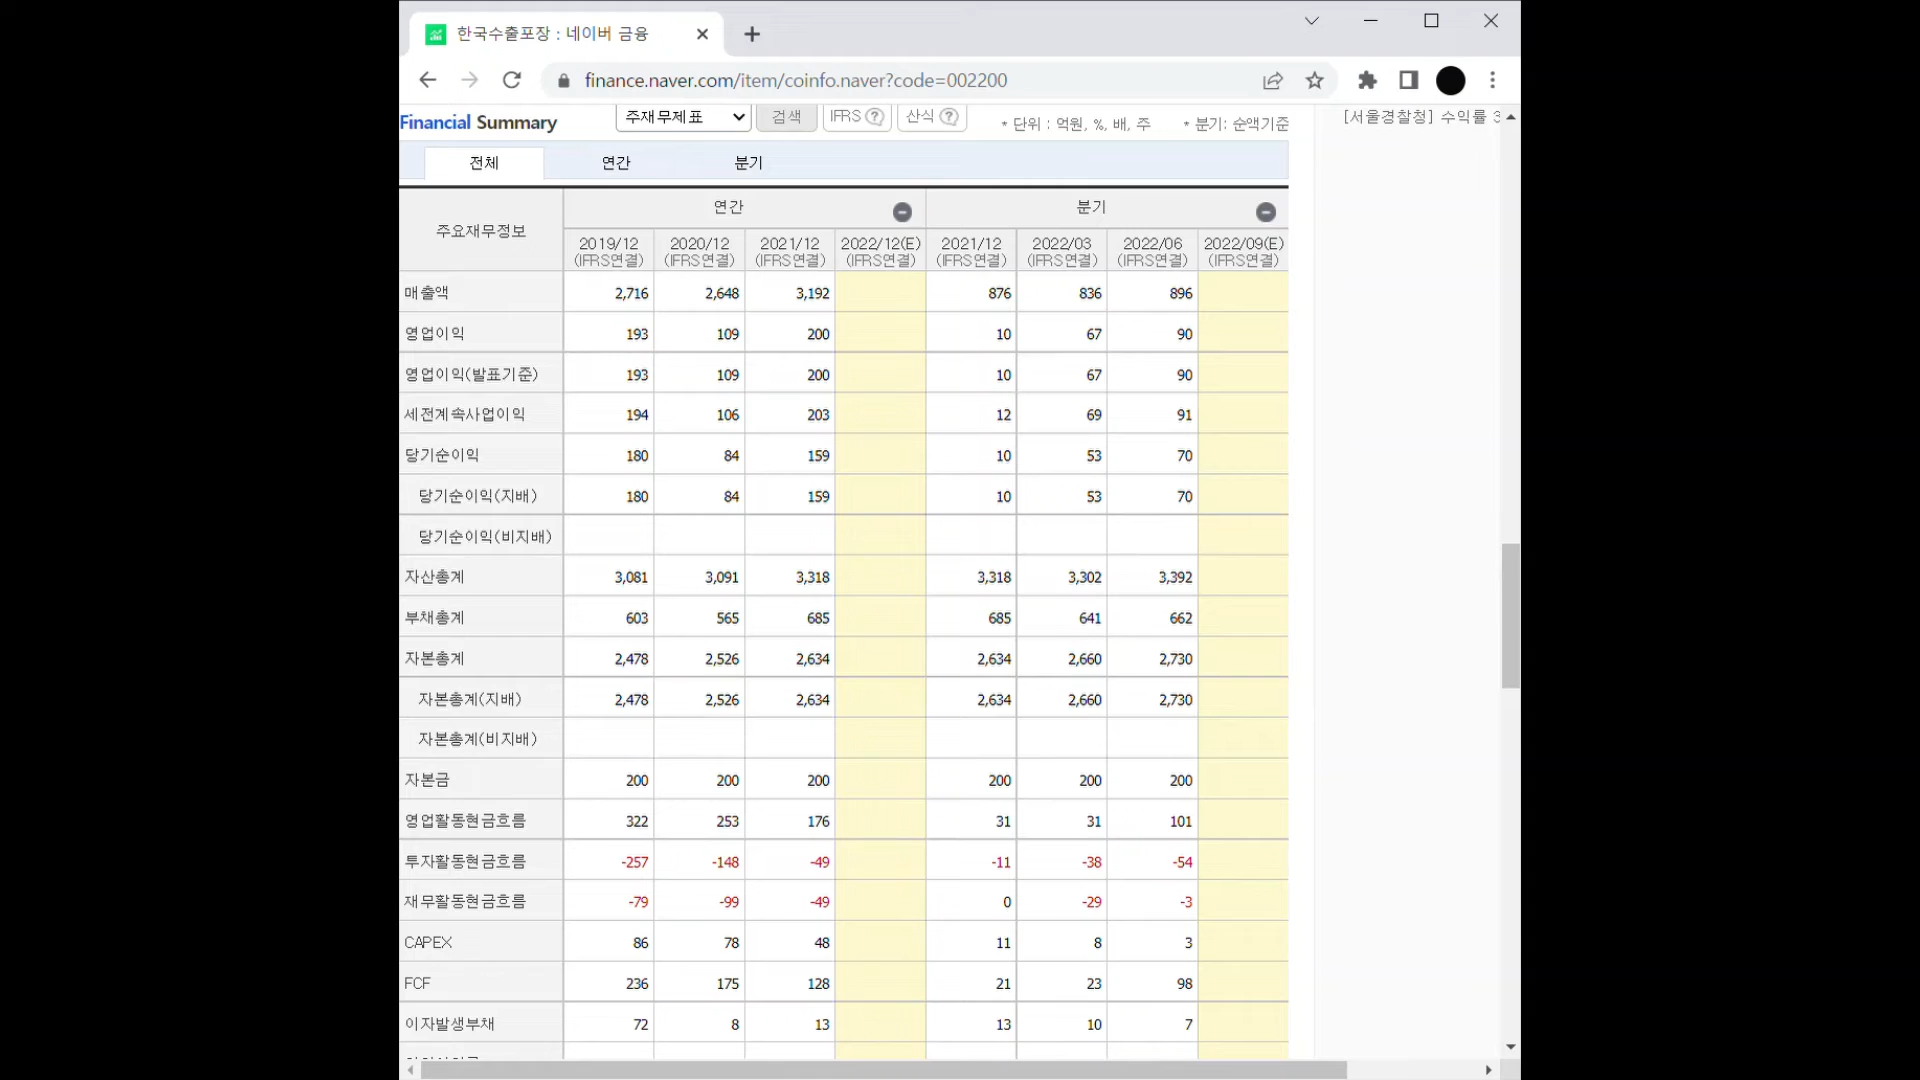 한국수출포장 : 네이버 금융
finance.naver.com/item/coinfo.naver?code=002200
Financial Summary 주재무제표 검색 IFRS ? 산식 ? * 단위 : 억원, %, 배, 주 * 분기: 순액기준
[서울경찰청] 수익률 3
전체 연간 분기
주요재무정보 연간 분기
2019/12 2020/12 2021/12 2022/12(E) 2021/12 2022/03 2022/06 2022/09(E)
(IFRS연결) (IFRS연결) (IFRS연결) (IFRS연결) (IFRS연결) (IFRS연결) (IFRS연결) (IFRS연결)
매출액 2,716 2,648 3,192 876 836 896
영업이익 193 109 200 10 67 90
영업이익(발표기준) 193 109 200 10 67 90
세전계속사업이익 194 106 203 12 69 91
당기순이익 180 84 159 10 53 70
당기순이익(지배) 180 84 159 10 53 70
당기순이익(비지배)
자산총계 3,081 3,091 3,318 3,318 3,302 3,392
부채총계 603 565 685 685 641 662
자본총계 2,478 2,526 2,634 2,634 2,660 2,730
자본총계(지배) 2,478 2,526 2,634 2,634 2,660 2,730
자본총계(비지배)
자본금 200 200 200 200 200 200
영업활동현금흐름 322 253 176 31 31 101
투자활동현금흐름 -257 -148 -49 -11 -38 -54
재무활동현금흐름 -79 -99 -49 0 -29 -3
CAPEX 86 78 48 11 8 3
FCF 236 175 128 21 23 98
이자발생부채 72 8 13 13 10 7